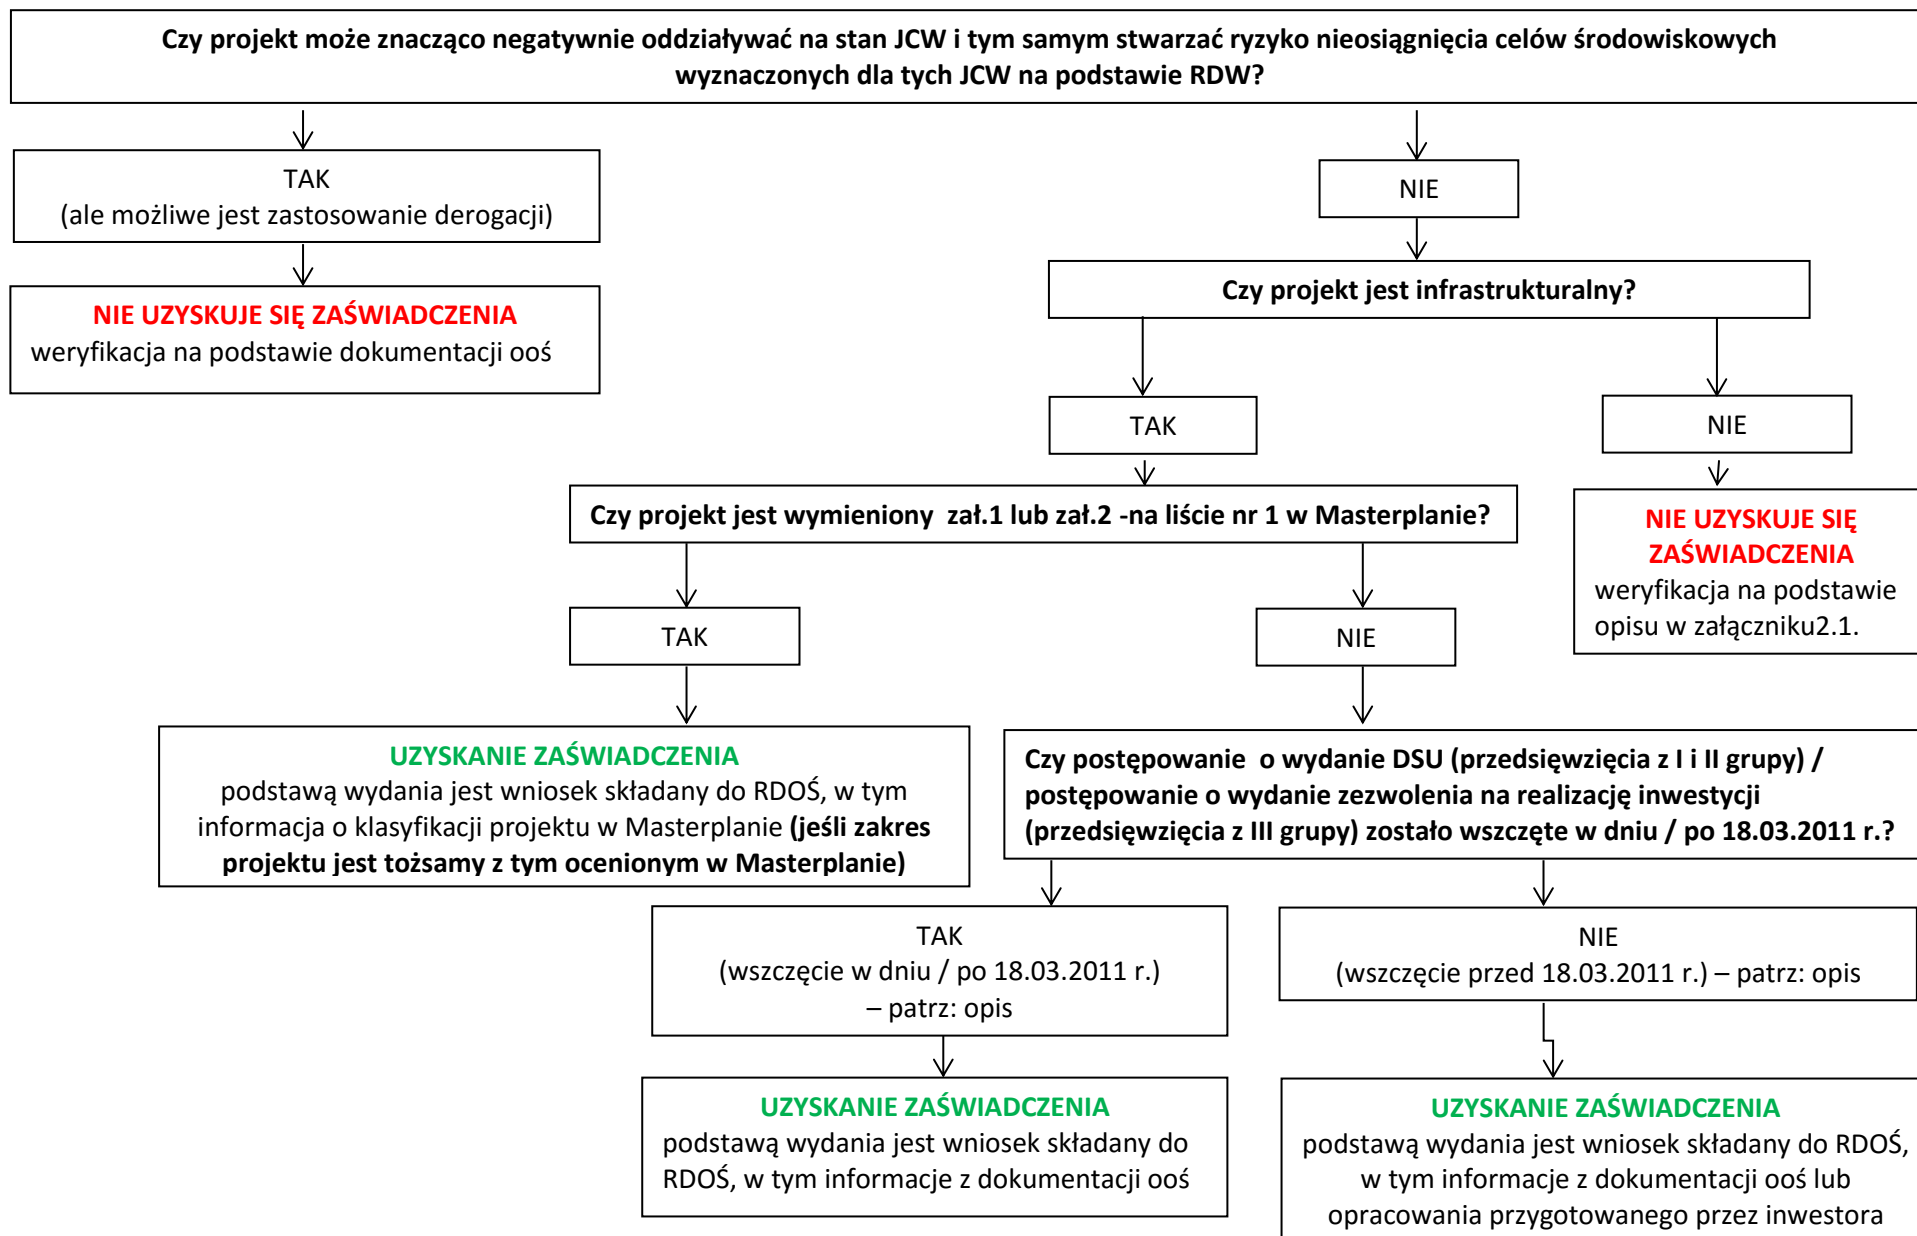 Czy projekt może znacząco negatywnie oddziaływać na stan JCW i tym samym stwarzać ryzyko nieosiągnięcia celów środowiskowych
wyznaczonych dla tych JCW na podstawie RDW?
TAK
(ale możliwe jest zastosowanie derogacji)
NIE UZYSKUJE SIĘ ZAŚWIADCZENIA
weryfikacja na podstawie dokumentacji ooś
NIE
Czy projekt jest infrastrukturalny?
TAK
NIE
Czy projekt jest wymieniony  zał.1 lub zał.2 -na liście nr 1 w Masterplanie?
NIE UZYSKUJE SIĘ
ZAŚWIADCZENIA
weryfikacja na podstawie
opisu w załączniku2.1.
TAK
NIE
UZYSKANIE ZAŚWIADCZENIA
podstawą wydania jest wniosek składany do RDOŚ, w tym
informacja o klasyfikacji projektu w Masterplanie (jeśli zakres
projektu jest tożsamy z tym ocenionym w Masterplanie)
Czy postępowanie  o wydanie DSU (przedsięwzięcia z I i II grupy) /
postępowanie o wydanie zezwolenia na realizację inwestycji
(przedsięwzięcia z III grupy) zostało wszczęte w dniu / po 18.03.2011 r.?
TAK
(wszczęcie w dniu / po 18.03.2011 r.)
– patrz: opis
NIE
(wszczęcie przed 18.03.2011 r.) – patrz: opis
UZYSKANIE ZAŚWIADCZENIA
podstawą wydania jest wniosek składany do
RDOŚ, w tym informacje z dokumentacji ooś
UZYSKANIE ZAŚWIADCZENIA
podstawą wydania jest wniosek składany do RDOŚ,
w tym informacje z dokumentacji ooś lub
opracowania przygotowanego przez inwestora